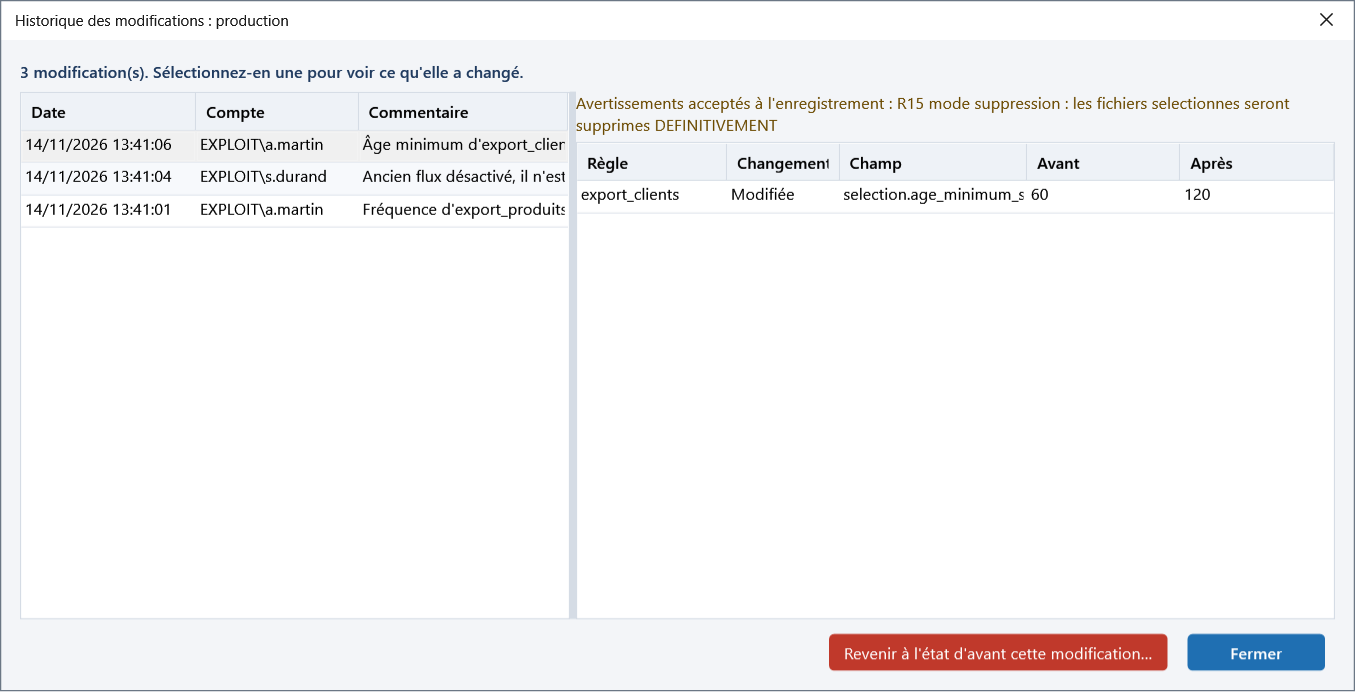 Historique des modifications : production
3 modification(s). Sélectionnez-en une pour voir ce qu'elle a changé.
Date Compte Commentaire
14/11/2026 13:41:06 EXPLOIT\a.martin Âge minimum d'export_clien
14/11/2026 13:41:04 EXPLOIT\s.durand Ancien flux désactivé, il n'est
14/11/2026 13:41:01 EXPLOIT\a.martin Fréquence d'export_produits
Avertissements acceptés à l'enregistrement : R15 mode suppression : les fichiers selectionnes seront
supprimes DEFINITIVEMENT
Règle Changement Champ Avant Après
export_clients Modifiée selection.age_minimum_s 60 120
Revenir à l'état d'avant cette modification...
Fermer